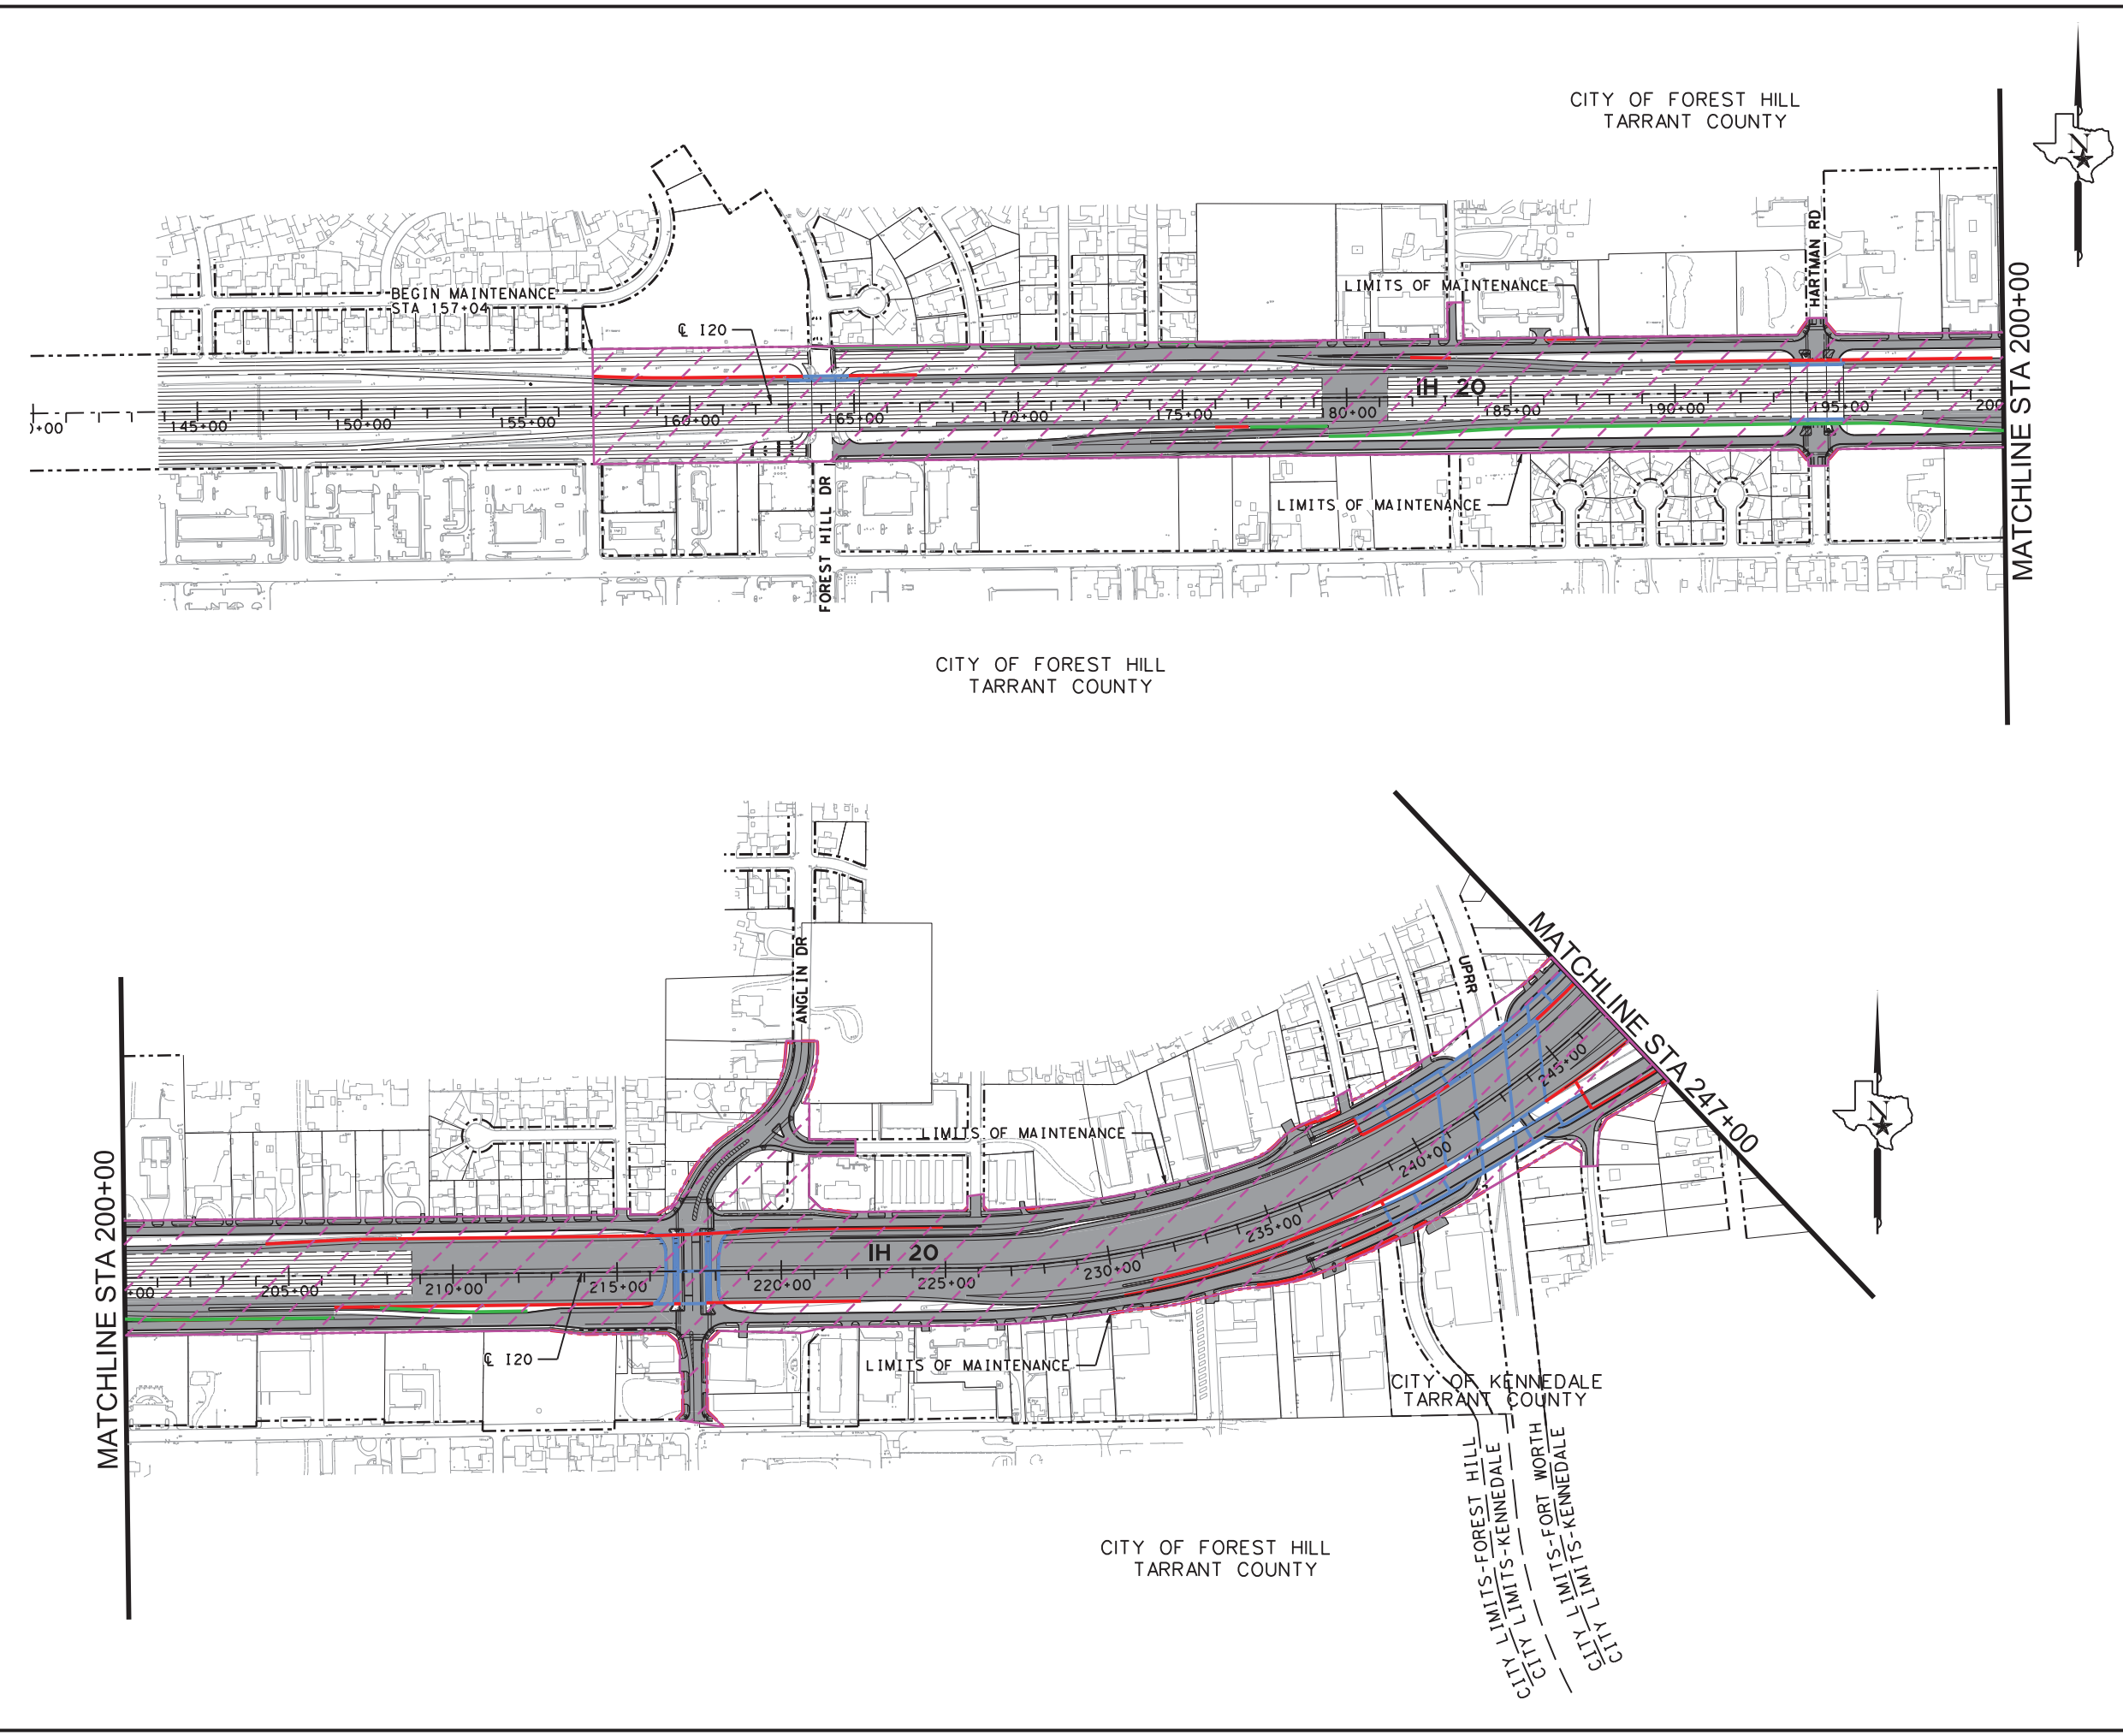 CITY OF FOREST HILL
TARRANT COUNTY
N
HARTMAN RD
BEGIN MAINTENANCE
STA 157+04
LIMITS OF MAINTENANCE
℄ I20
MATCHLINE STA 200+00
IH 20
0+00
145+00
150+00
155+00
160+00
165+00
170+00
175+00
180+00
185+00
190+00
195+00
200
FOREST HILL DR
LIMITS OF MAINTENANCE
CITY OF FOREST HILL
TARRANT COUNTY
MATCHLINE STA 247+00
ANGLIN DR
UPRR
N
LIMITS OF MAINTENANCE
MATCHLINE STA 200+00
IH 20
+00
205+00
210+00
215+00
220+00
225+00
230+00
235+00
240+00
245+00
℄ I20
LIMITS OF MAINTENANCE
CITY OF KENNEDALE
TARRANT COUNTY
CITY LIMITS-FOREST HILL
CITY LIMITS-KENNEDALE
CITY LIMITS-FORT WORTH
CITY LIMITS-KENNEDALE
CITY OF FOREST HILL
TARRANT COUNTY